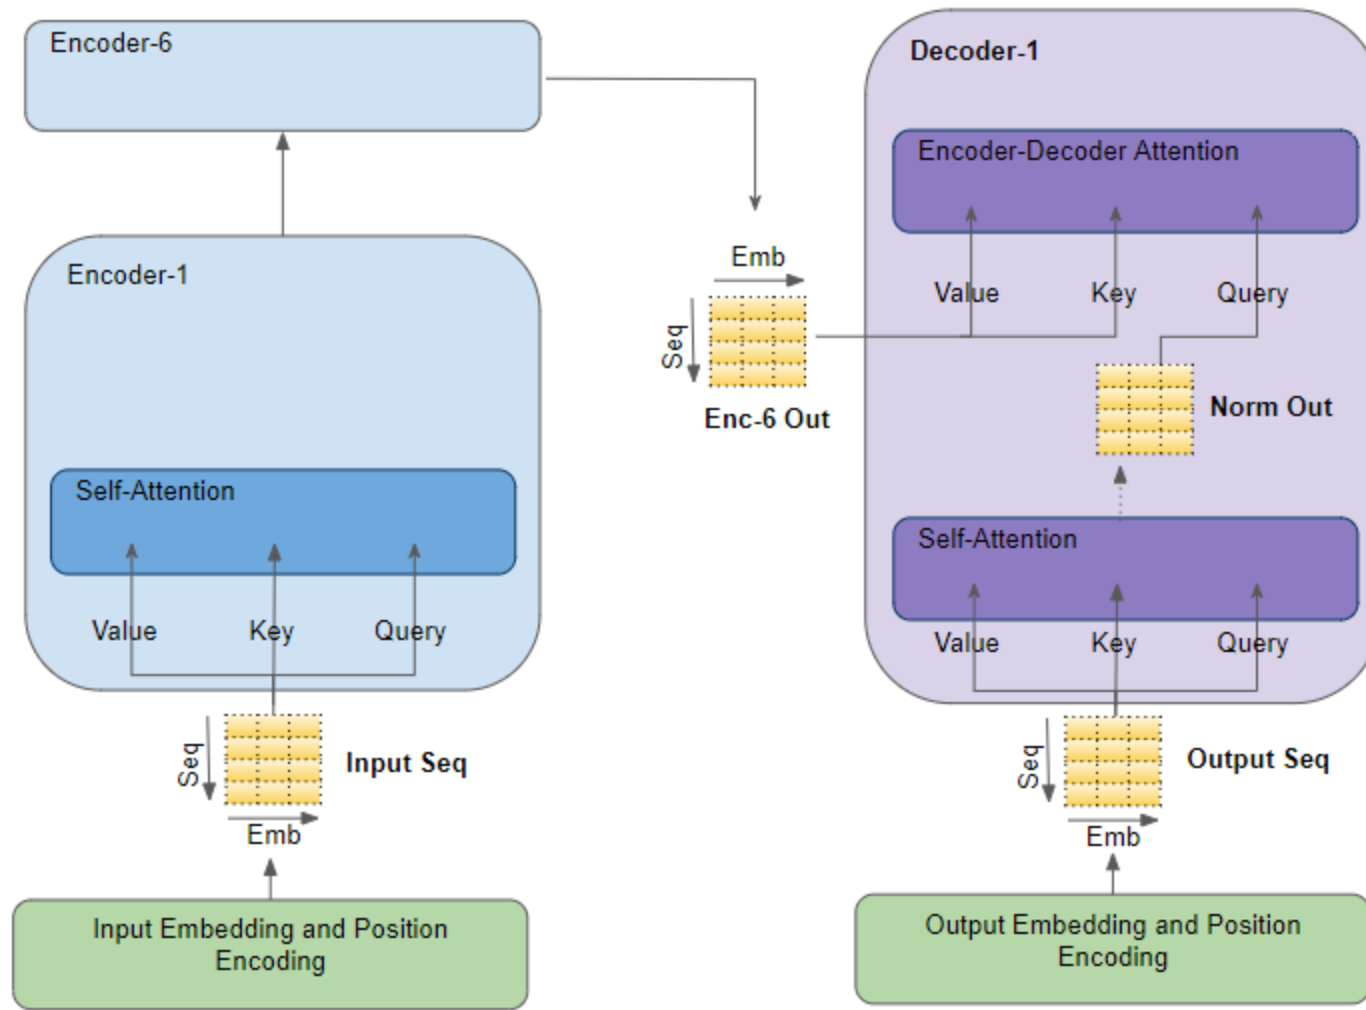 Encoder-6
Encoder-1
Self-Attention
Value Key Query
Seq
Input Seq
Emb
Input Embedding and Position
Encoding
Emb
Seq
Enc-6 Out
Decoder-1
Encoder-Decoder Attention
Value Key Query
Norm Out
Self-Attention
Value Key Query
Seq
Output Seq
Emb
Output Embedding and Position
Encoding